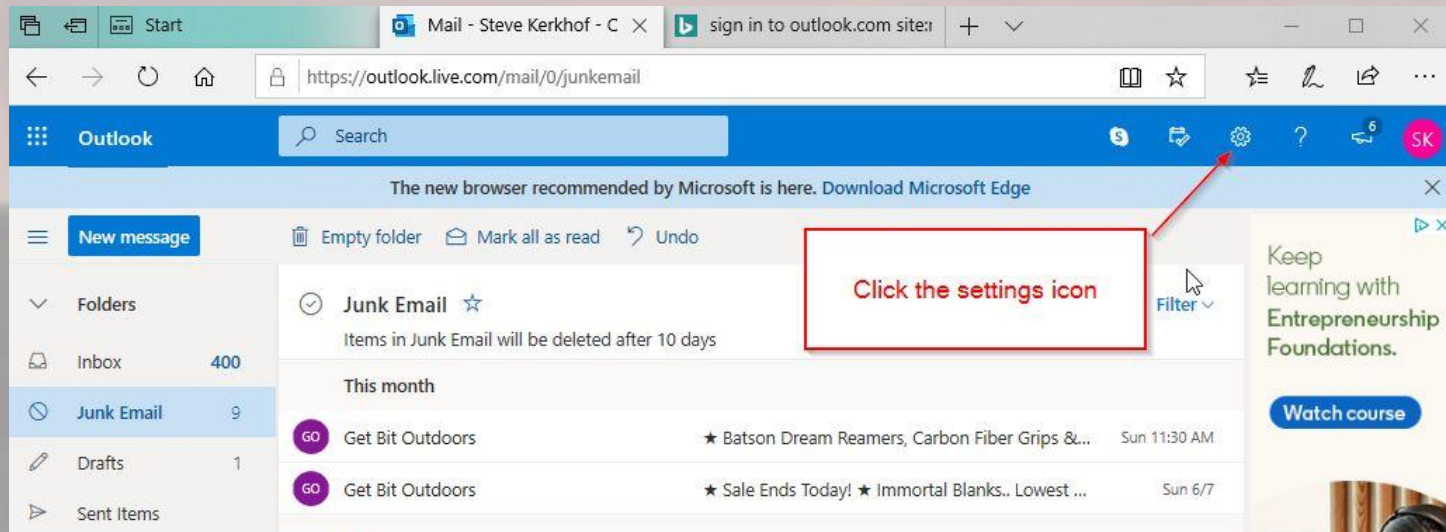 Start
Mail - Steve Kerkhof - C
sign in to outlook.com site:r
https://outlook.live.com/mail/0/junkemail
Outlook
Search
6
SK
The new browser recommended by Microsoft is here. Download Microsoft Edge
New message
Empty folder
Mark all as read
Undo
Click the settings icon
Folders
Junk Email
Filter
Items in Junk Email will be deleted after 10 days
Inbox 400
This month
Junk Email 9
GO Get Bit Outdoors ★ Batson Dream Reamers, Carbon Fiber Grips &... Sun 11:30 AM
Drafts 1
GO Get Bit Outdoors ★ Sale Ends Today! ★ Immortal Blanks.. Lowest ... Sun 6/7
Sent Items
Keep
learning with
Entrepreneurship
Foundations.
Watch course